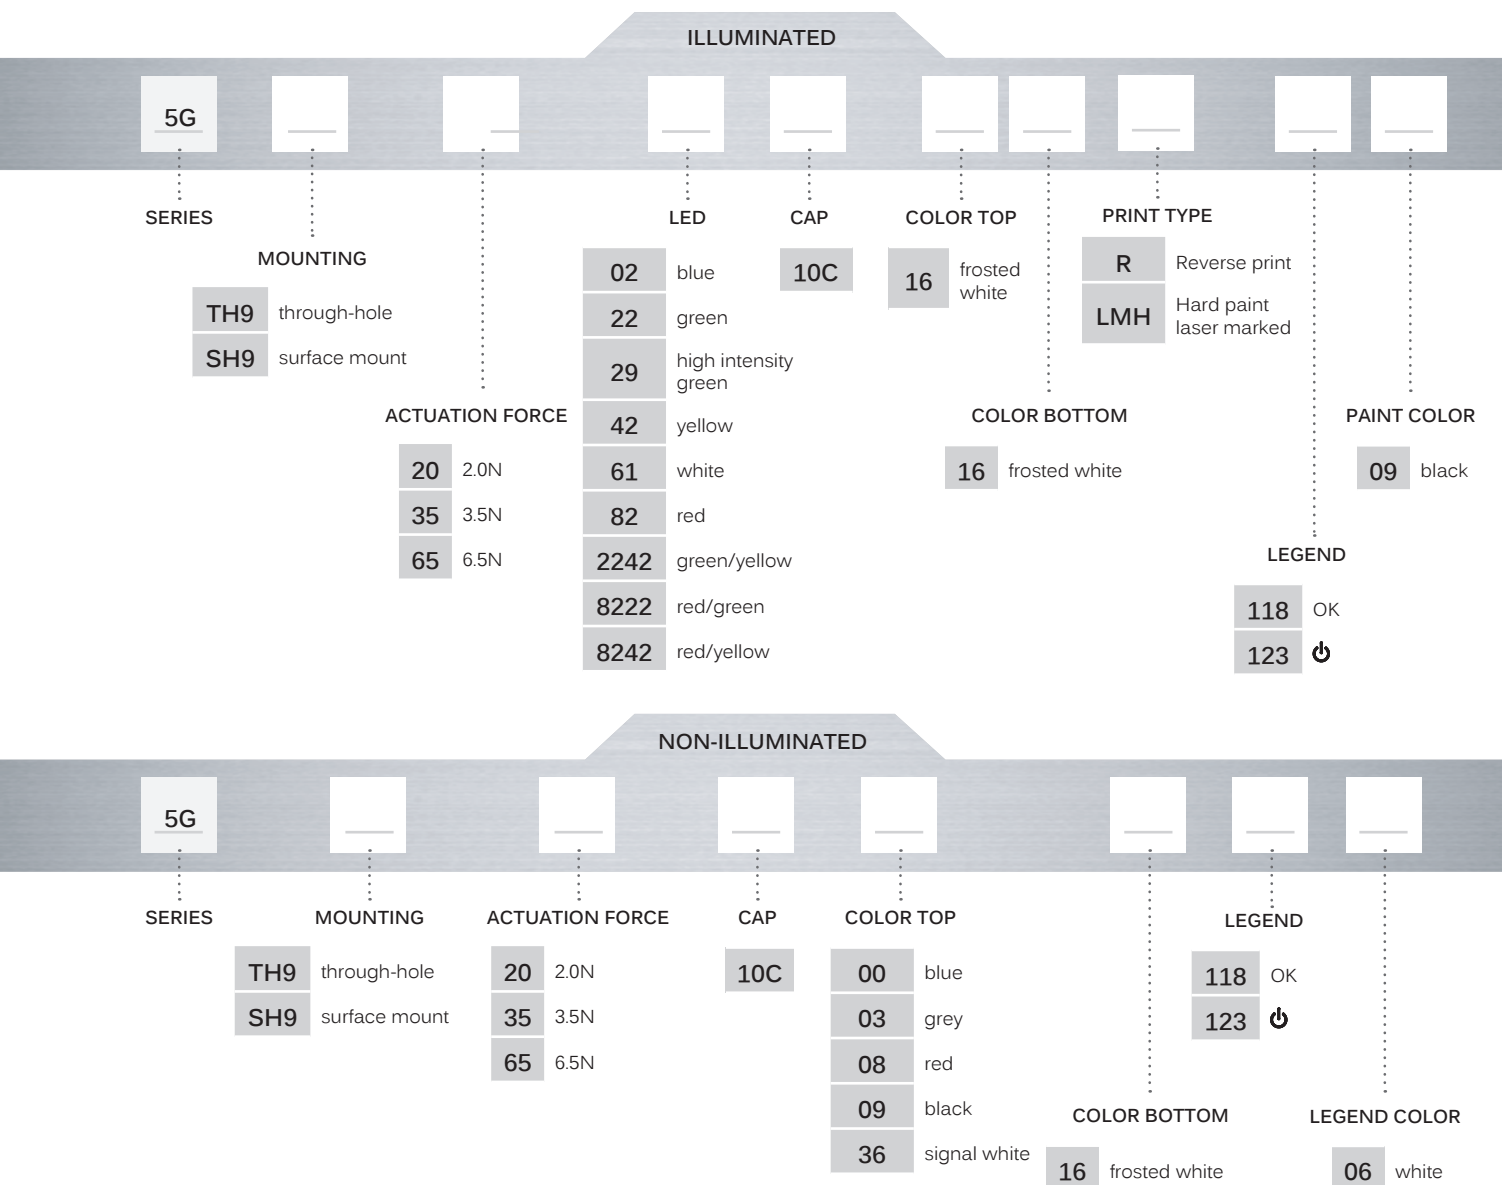 ILLUMINATED
5G
SERIES
MOUNTING
TH9 through-hole
SH9 surface mount
ACTUATION FORCE
20 2.0N
35 3.5N
65 6.5N
LED
02 blue
22 green
29 high intensity
green
42 yellow
61 white
82 red
2242 green/yellow
8222 red/green
8242 red/yellow
CAP
10C
COLOR TOP
16 frosted
white
COLOR BOTTOM
16 frosted white
PRINT TYPE
R Reverse print
LMH Hard paint
laser marked
LEGEND
118 OK
123
PAINT COLOR
09 black
NON-ILLUMINATED
5G
SERIES
MOUNTING
TH9 through-hole
SH9 surface mount
ACTUATION FORCE
20 2.0N
35 3.5N
65 6.5N
CAP
10C
COLOR TOP
00 blue
03 grey
08 red
09 black
36 signal white
COLOR BOTTOM
16 frosted white
LEGEND
118 OK
123
LEGEND COLOR
06 white